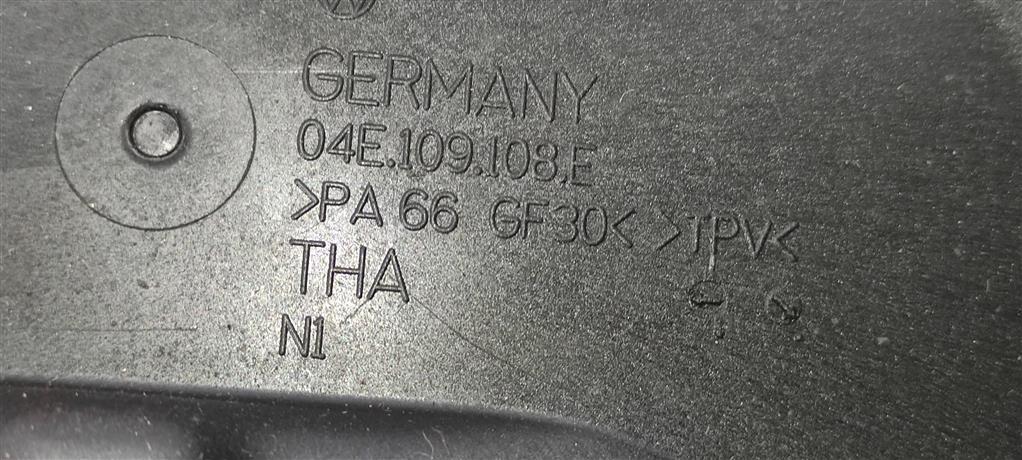 GERMANY
04E.109.108.E
>PA 66 GF30< >TPV<
THA
N1